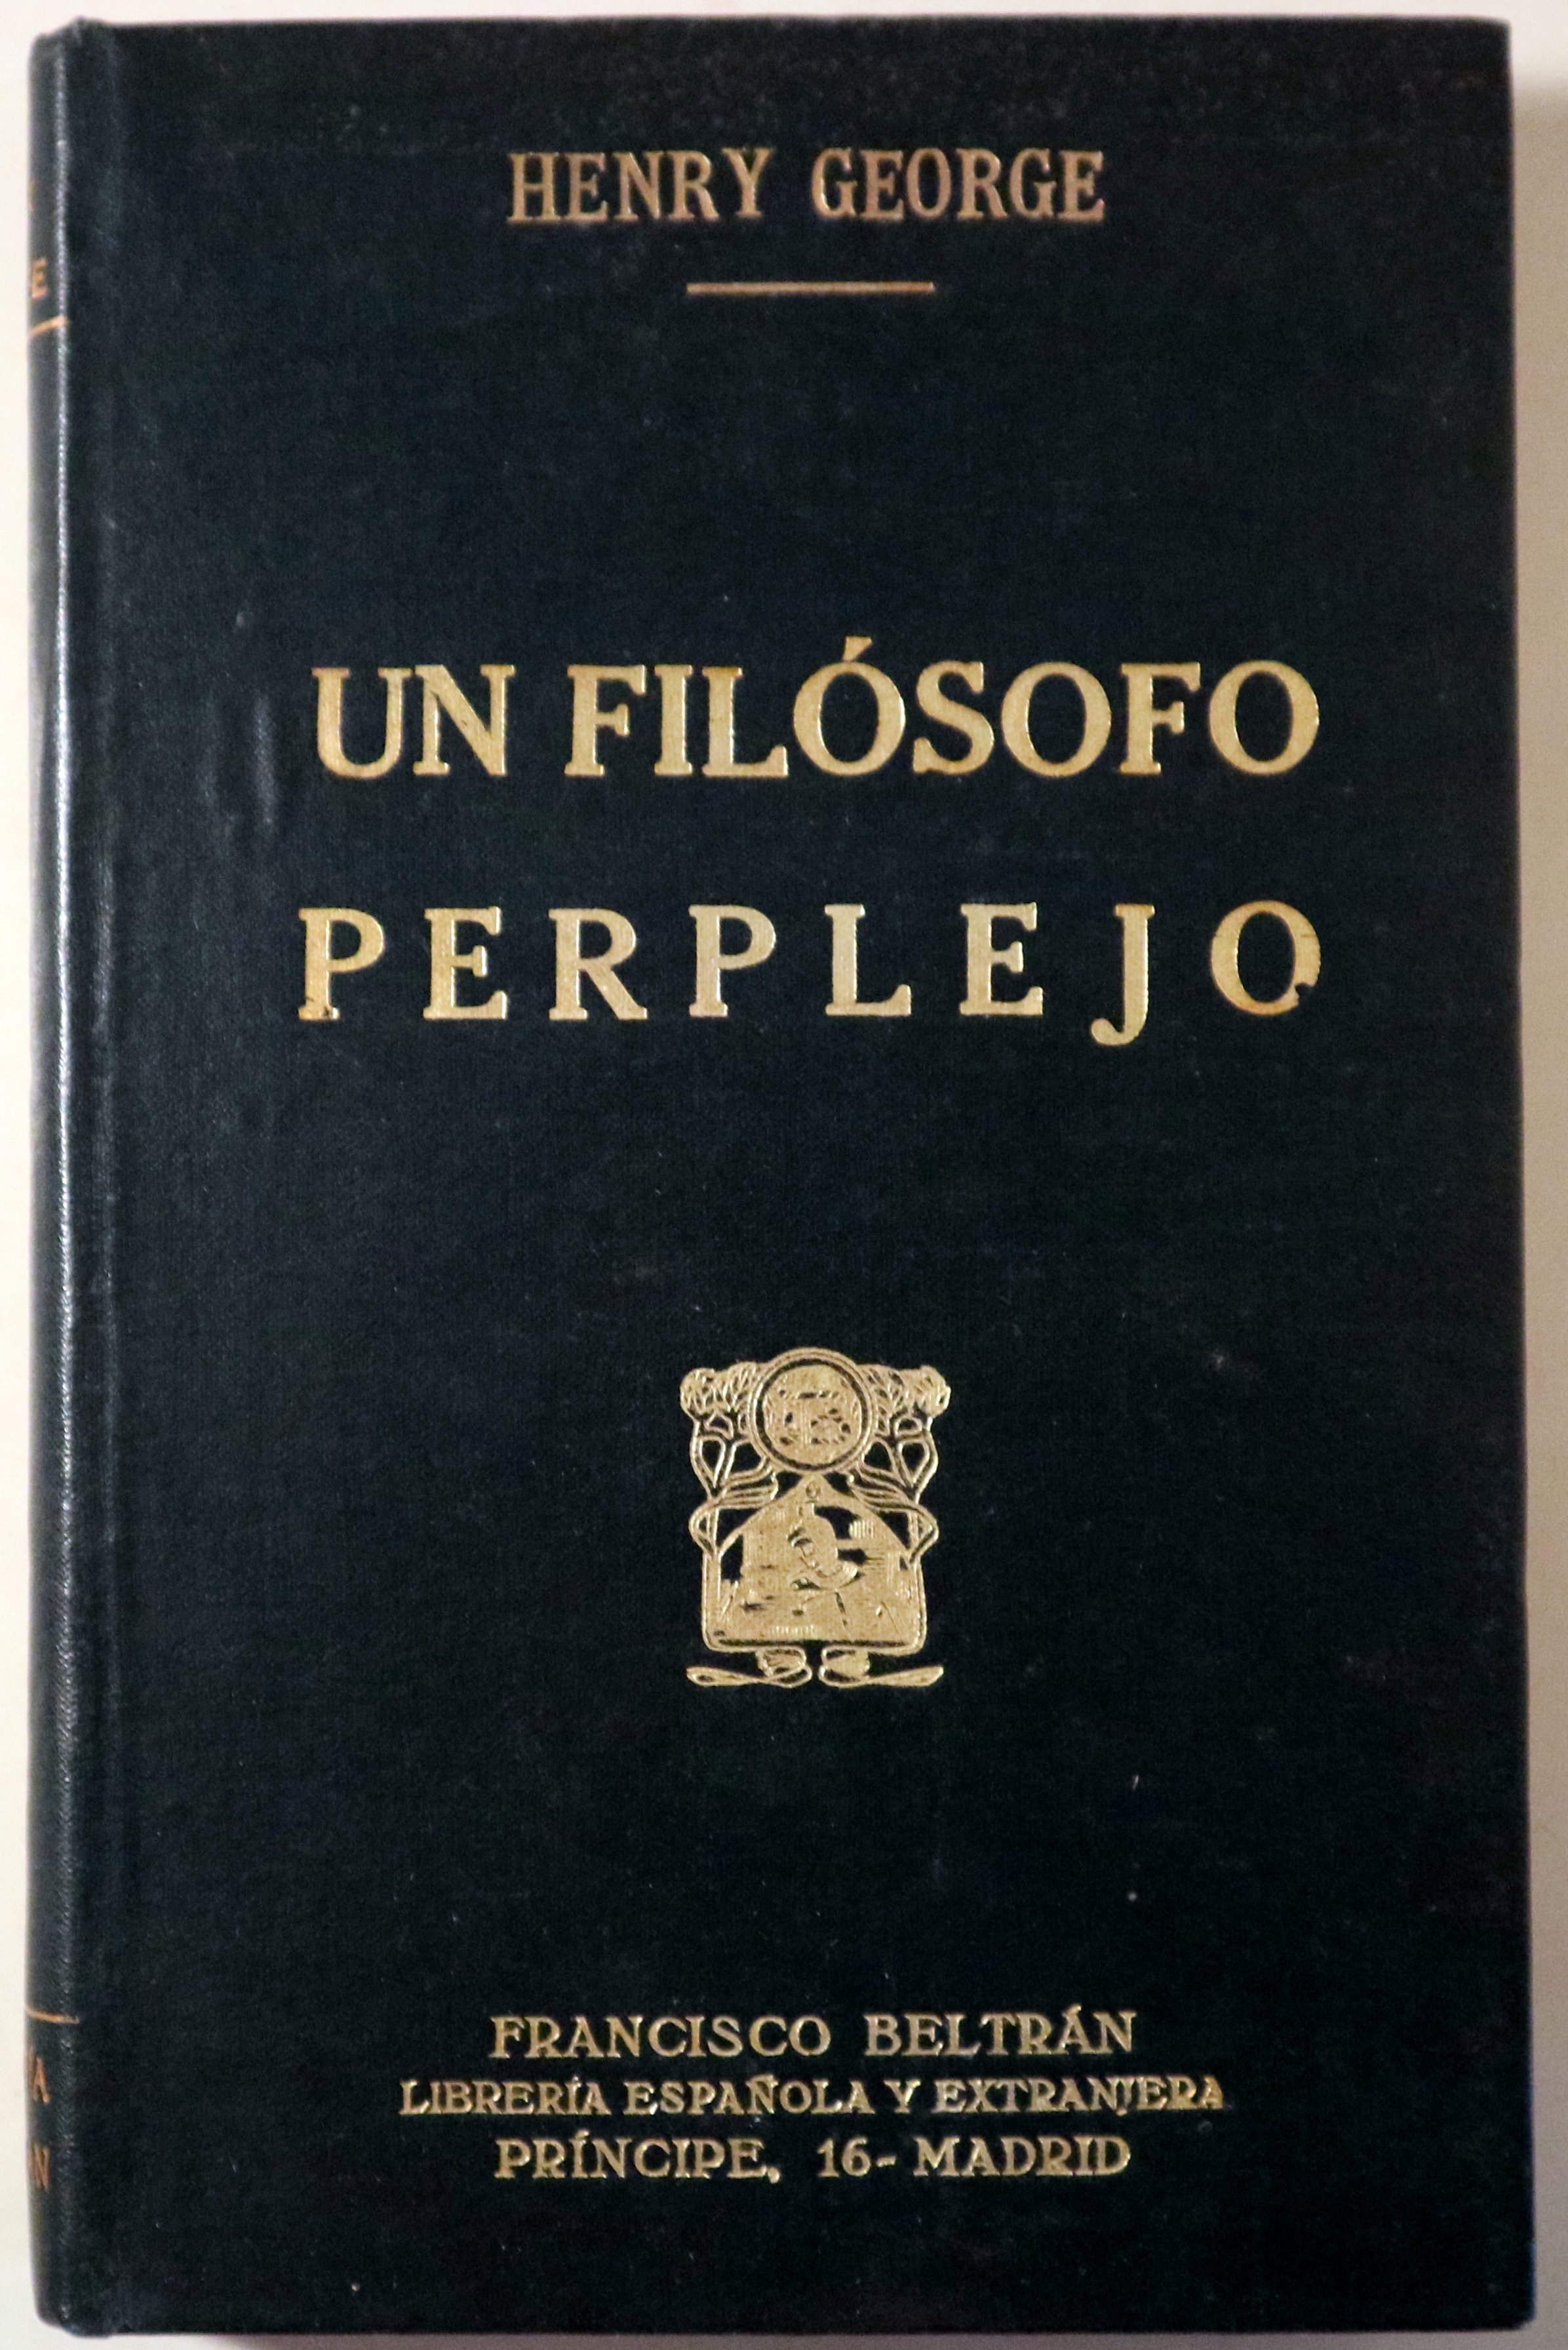 HENRY GEORGE
UN FILÓSOFO
PERPLEJO
FRANCISCO BELTRÁN
LIBRERÍA ESPAÑOLA Y EXTRANJERA
PRÍNCIPE, 16-MADRID